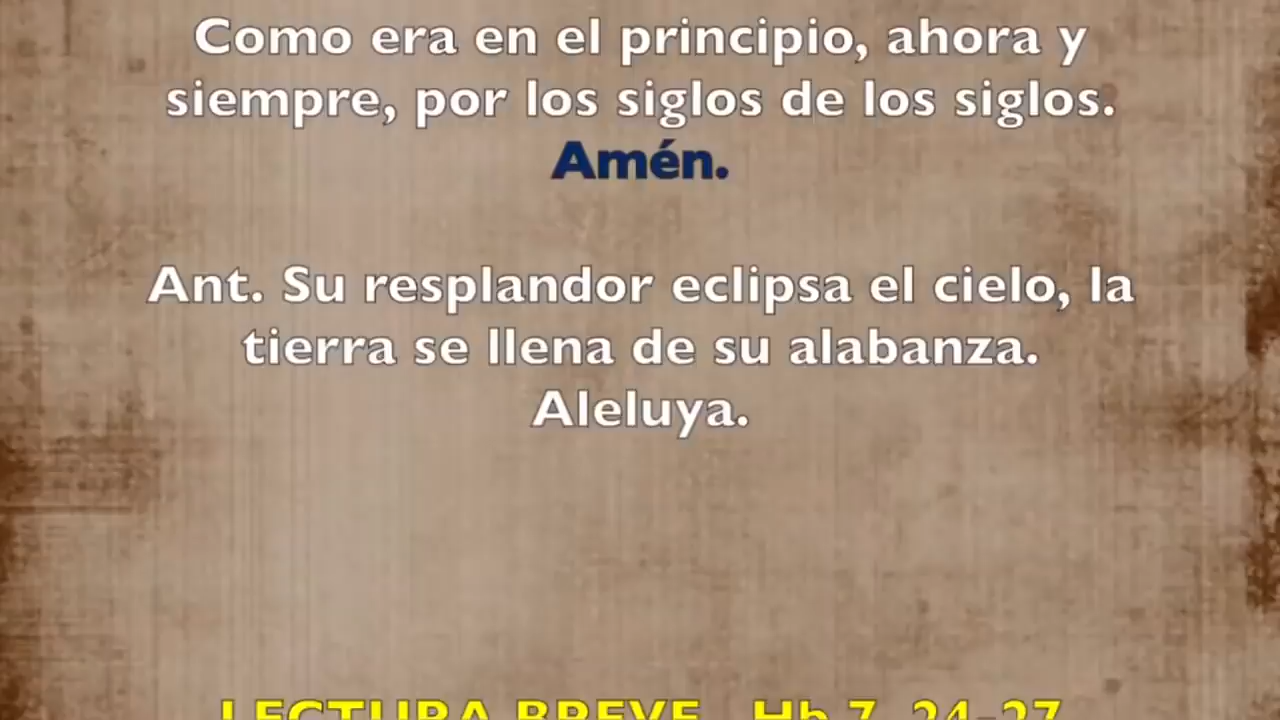 Como era en el principio, ahora y
siempre, por los siglos de los siglos.
Amén.
Ant. Su resplandor eclipsa el cielo, la
tierra se llena de su alabanza.
Aleluya.
LECTURA BREVE Hb 7, 24-27